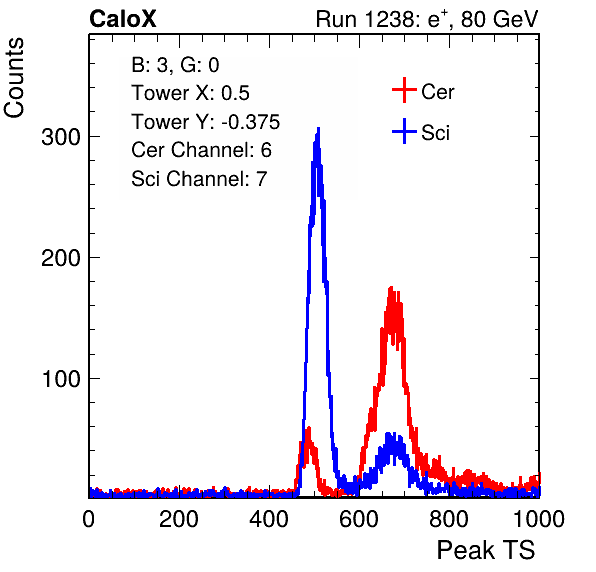 CaloX Run 1238: e⁺, 80 GeV
Counts
B: 3, G: 0
Tower X: 0.5
Tower Y: -0.375
Cer Channel: 6
Sci Channel: 7
Cer
Sci
300
200
100
0 200 400 600 800 1000
Peak TS